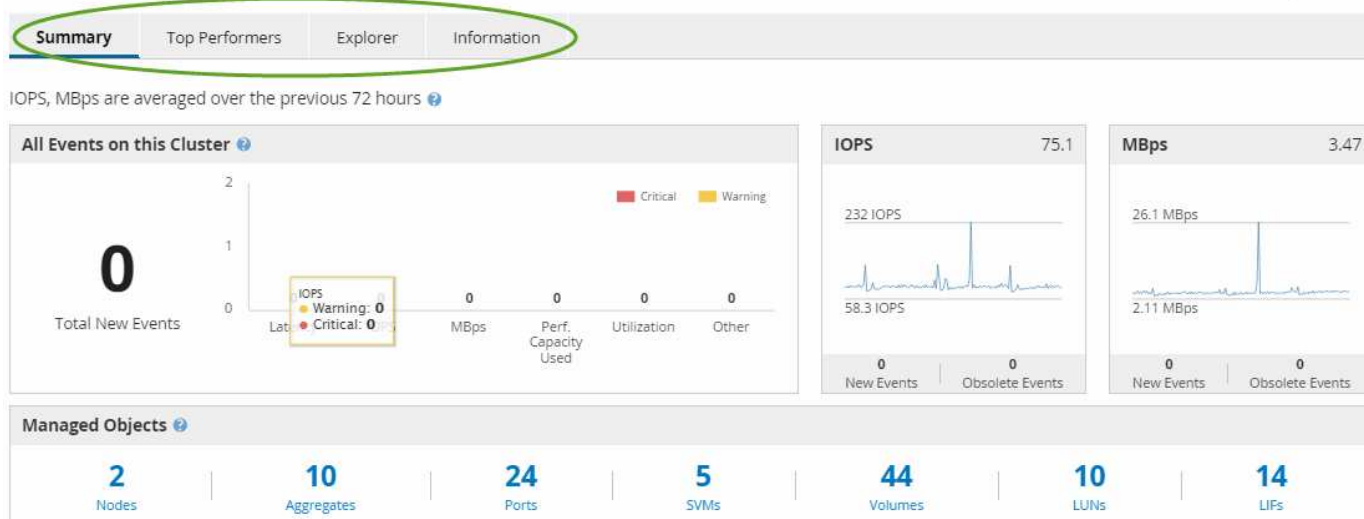 Summary Top Performers Explorer Information
IOPS, MBps are averaged over the previous 72 hours
All Events on this Cluster
2
1
0
Critical Warning
0
Total New Events
IOPS
Warning: 0
Critical: 0
0 0 0 0
MBps Perf. Capacity Used Utilization Other
IOPS 75.1
232 IOPS
58.3 IOPS
0 0
New Events Obsolete Events
MBps 3.47
26.1 MBps
2.11 MBps
0 0
New Events Obsolete Events
Managed Objects
2 10 24 5 44 10 14
Nodes Aggregates Ports SVMs Volumes LUNs LIFs